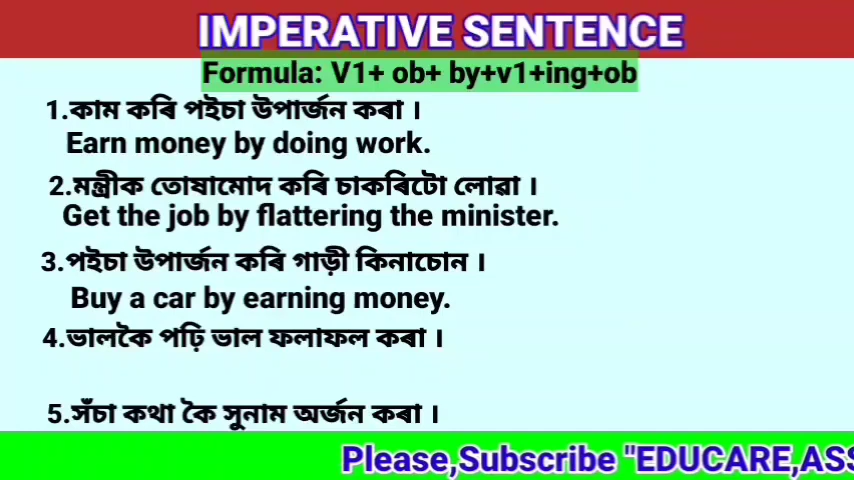 IMPERATIVE SENTENCE
Formula: V1+ ob+ by+v1+ing+ob
1.কাম কৰি পইচা উপাৰ্জন কৰা ।
Earn money by doing work.
2.মন্ত্ৰীক তোষামোদ কৰি চাকৰিটো লোৱা ।
Get the job by flattering the minister.
3.পইচা উপাৰ্জন কৰি গাড়ী কিনাচোন ।
Buy a car by earning money.
4.ভালকৈ পঢ়ি ভাল ফলাফল কৰা ।
5.সঁচা কথা কৈ সুনাম অৰ্জন কৰা ।
Please,Subscribe "EDUCARE,ASS